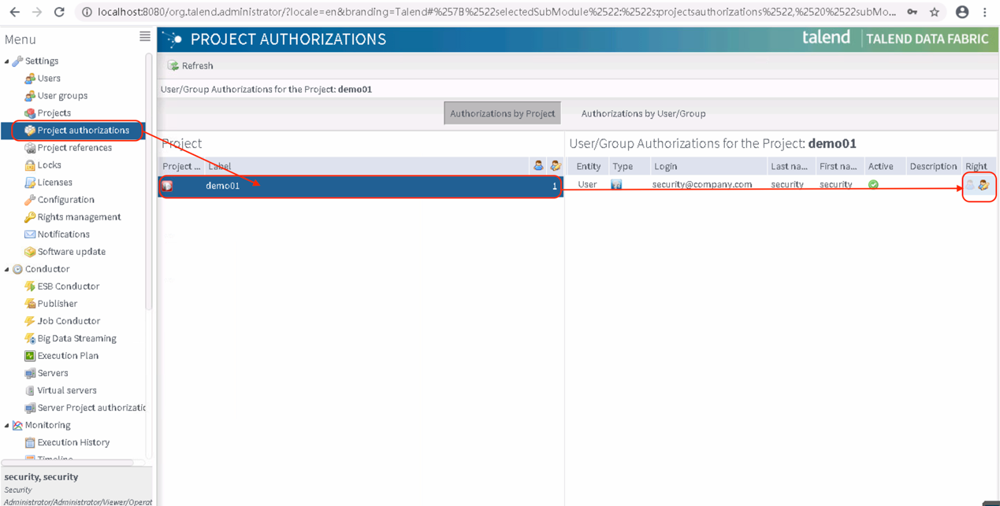 localhost:8080/org.talend.administrator/?locale=en&branding=Talend#%257B%2522selectedSubModule%2522:%2522s:projectsauthorizations%2522,%2520%2522subMo...
Menu
PROJECT AUTHORIZATIONS
talend
TALEND DATA FABRIC
Settings
Users
User groups
Projects
Project authorizations
Project references
Locks
Licenses
Configuration
Rights management
Notifications
Software update
Conductor
ESB Conductor
Publisher
Job Conductor
Big Data Streaming
Execution Plan
Servers
Virtual servers
Server Project authorizatic
Monitoring
Execution History
Timeline
security, security
Security
Administrator/Administrator/Viewer/Operat
Refresh
User/Group Authorizations for the Project: demo01
Authorizations by Project
Authorizations by User/Group
Project
Project ... Label
demo01 1
User/Group Authorizations for the Project: demo01
Entity Type Login Last na... First na... Active Description Right
User security@company.com security security